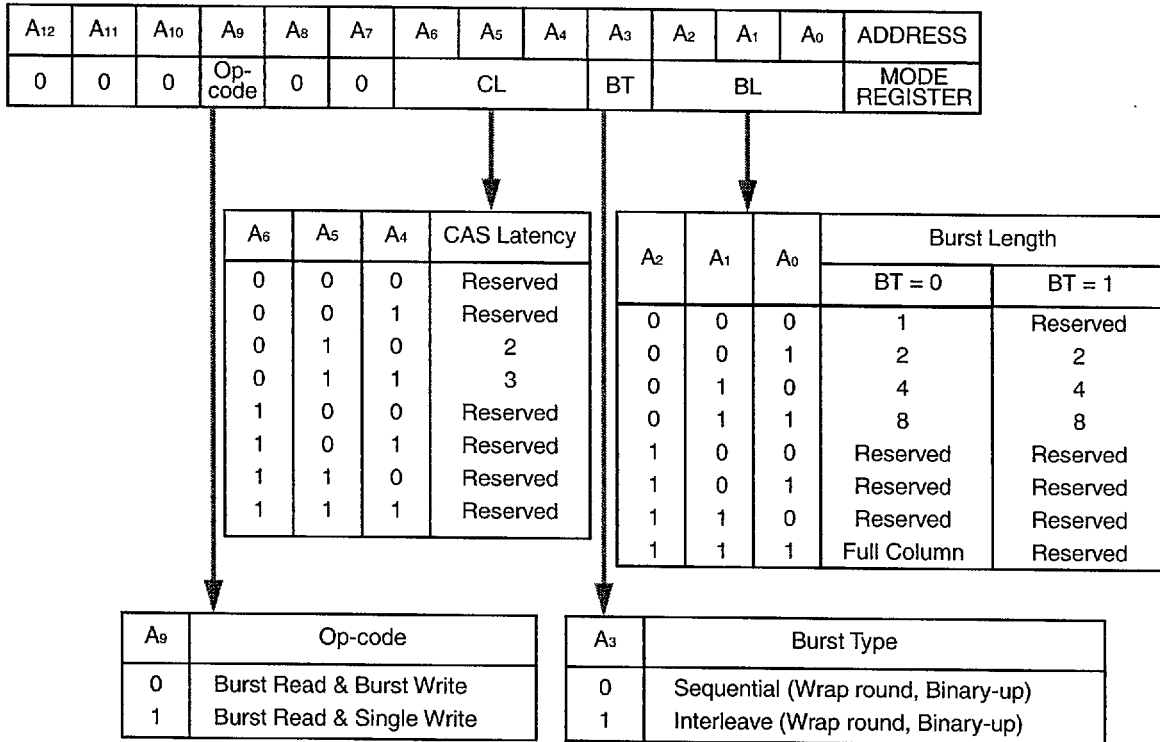 A12 A11 A10 A9 A8 A7 A6 A5 A4 A3 A2 A1 A0 ADDRESS
0 0 0 Op-code 0 0 CL BT BL MODE REGISTER
A6 A5 A4 CAS Latency
0 0 0 Reserved
0 0 1 Reserved
0 1 0 2
0 1 1 3
1 0 0 Reserved
1 0 1 Reserved
1 1 0 Reserved
1 1 1 Reserved
A2 A1 A0 Burst Length
BT = 0 BT = 1
0 0 0 1 Reserved
0 0 1 2 2
0 1 0 4 4
0 1 1 8 8
1 0 0 Reserved Reserved
1 0 1 Reserved Reserved
1 1 0 Reserved Reserved
1 1 1 Full Column Reserved
A9 Op-code
0 Burst Read & Burst Write
1 Burst Read & Single Write
A3 Burst Type
0 Sequential (Wrap round, Binary-up)
1 Interleave (Wrap round, Binary-up)